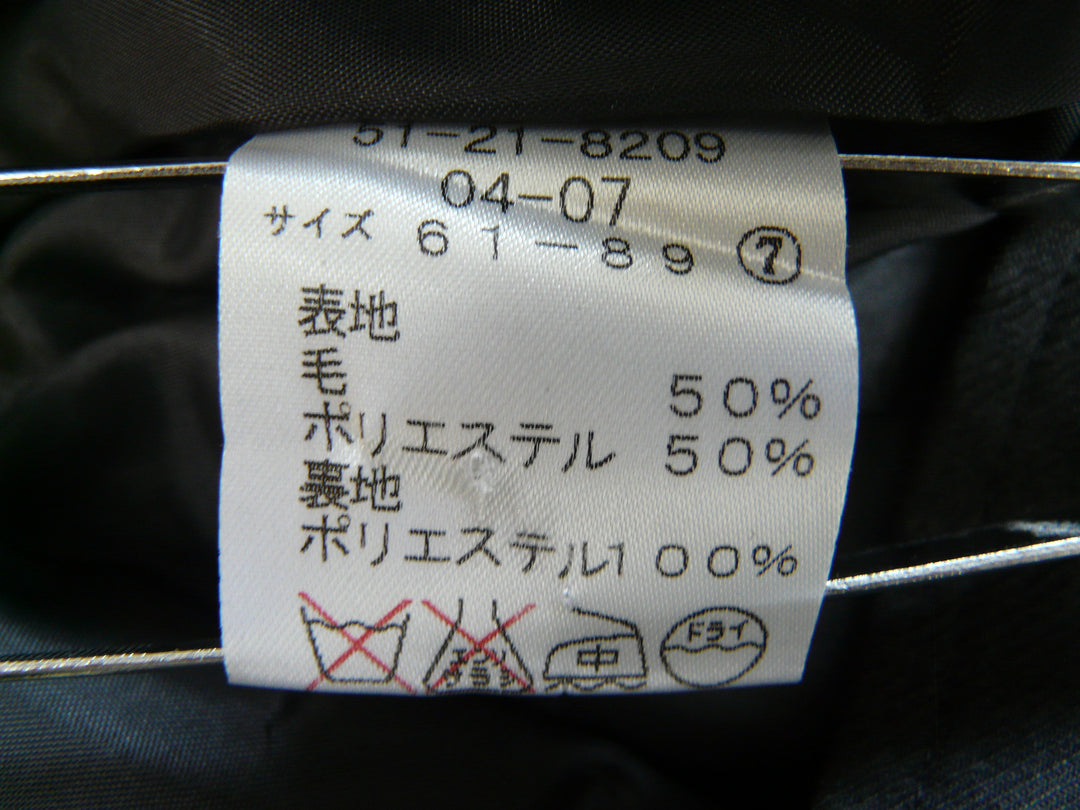 51-21-8209
04-07
サイズ 61-89 ⑦
表地
毛 50%
ポリエステル 50%
裏地
ポリエステル100%
中 ドライ